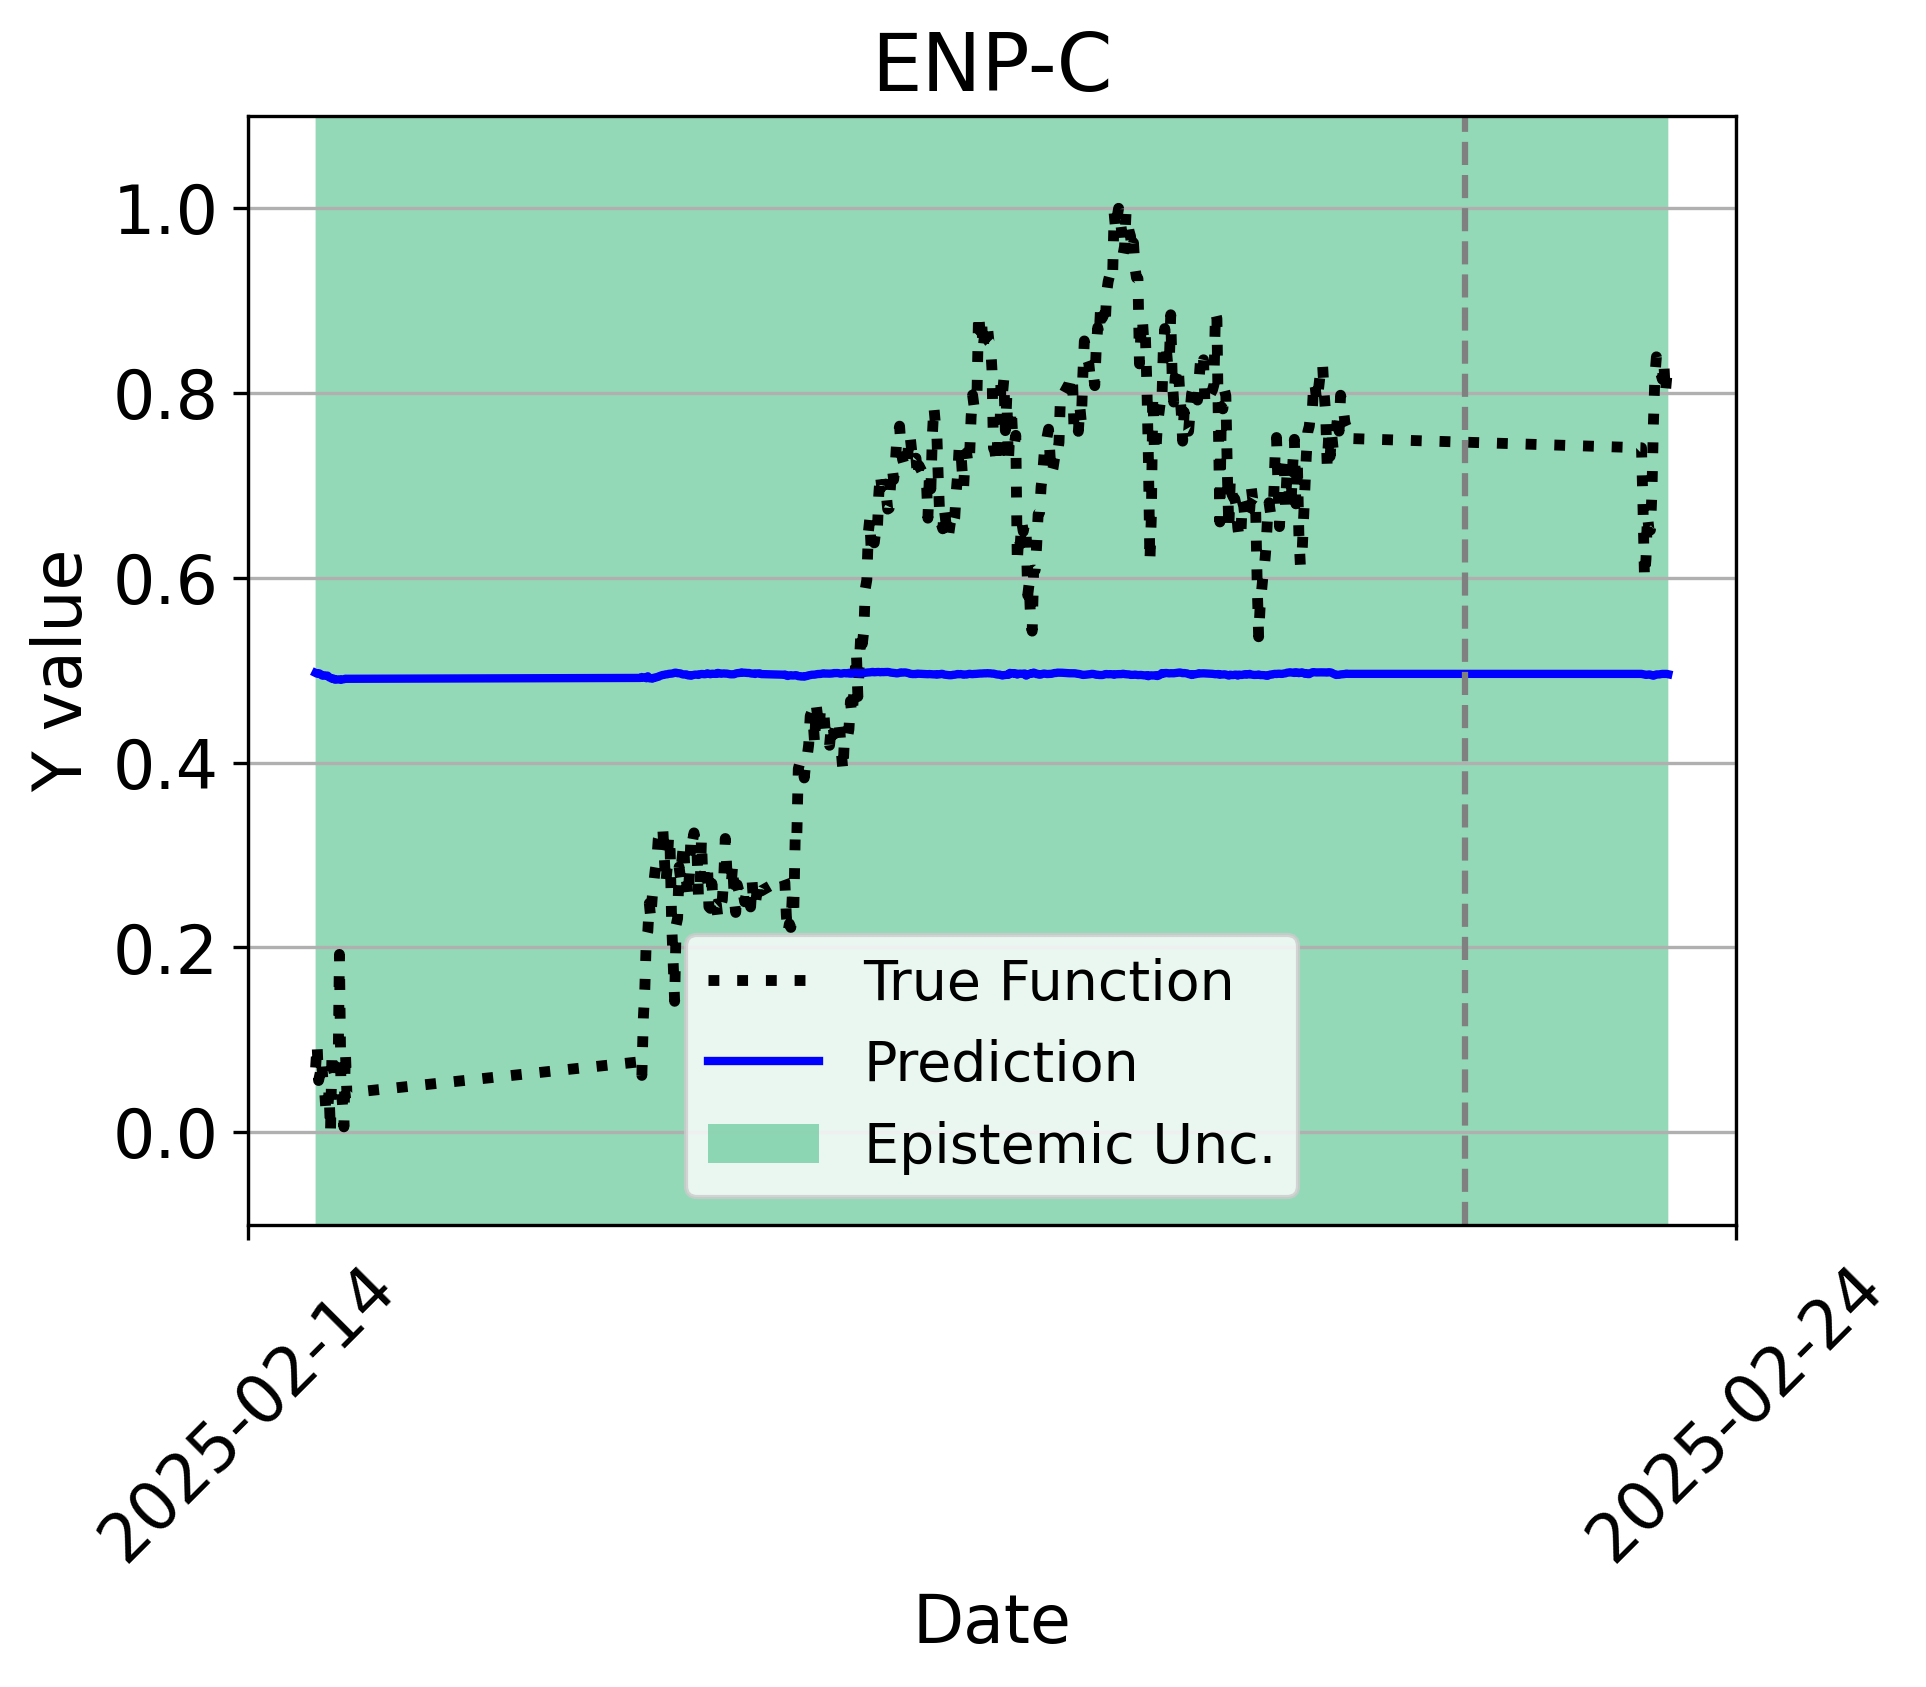 ENP-C
Y value
1.0
0.8
0.6
0.4
0.2
0.0
True Function
Prediction
Epistemic Unc.
2025-02-14
2025-02-24
Date